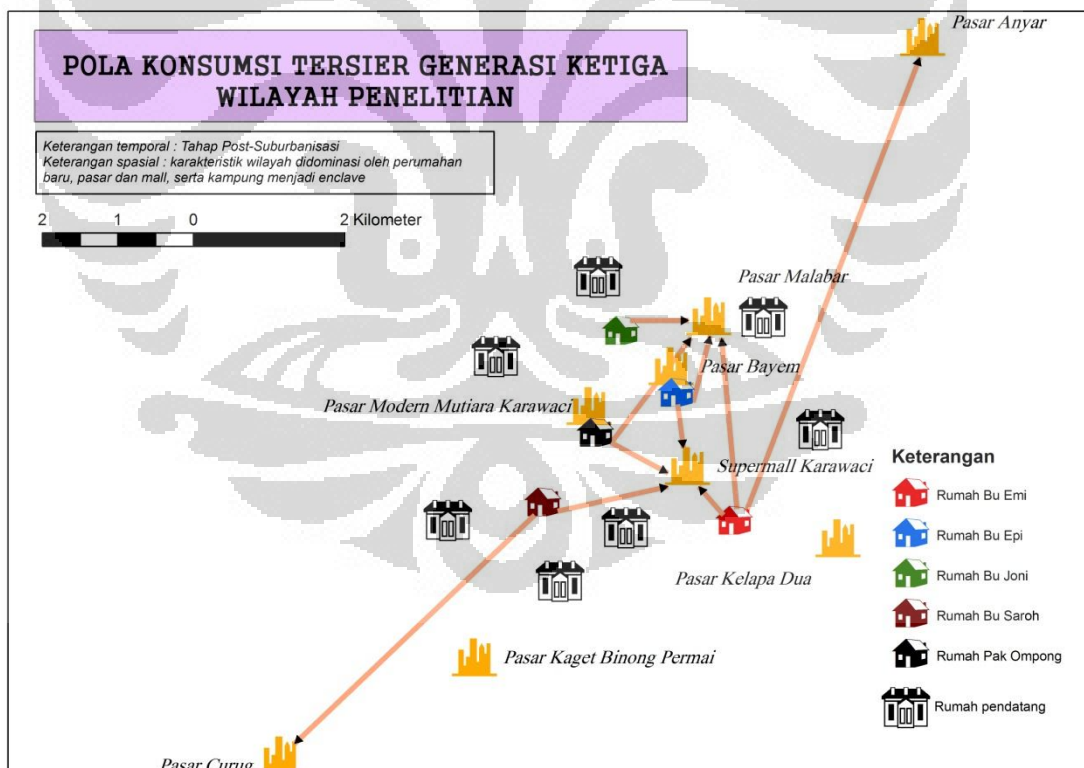 Pasar Anyar
POLA KONSUMSI TERSIER GENERASI KETIGA
WILAYAH PENELITIAN
Keterangan temporal : Tahap Post-Suburbanisasi
Keterangan spasial : karakteristik wilayah didominasi oleh perumahan
baru, pasar dan mall, serta kampung menjadi enclave
2 1 0 2 Kilometer
Pasar Malabar
Pasar Bayem
Pasar Modern Mutiara Karawaci
Supermall Karawaci
Pasar Kelapa Dua
Pasar Kaget Binong Permai
Pasar Curug
Keterangan
Rumah Bu Emi
Rumah Bu Epi
Rumah Bu Joni
Rumah Bu Saroh
Rumah Pak Ompong
Rumah pendatang